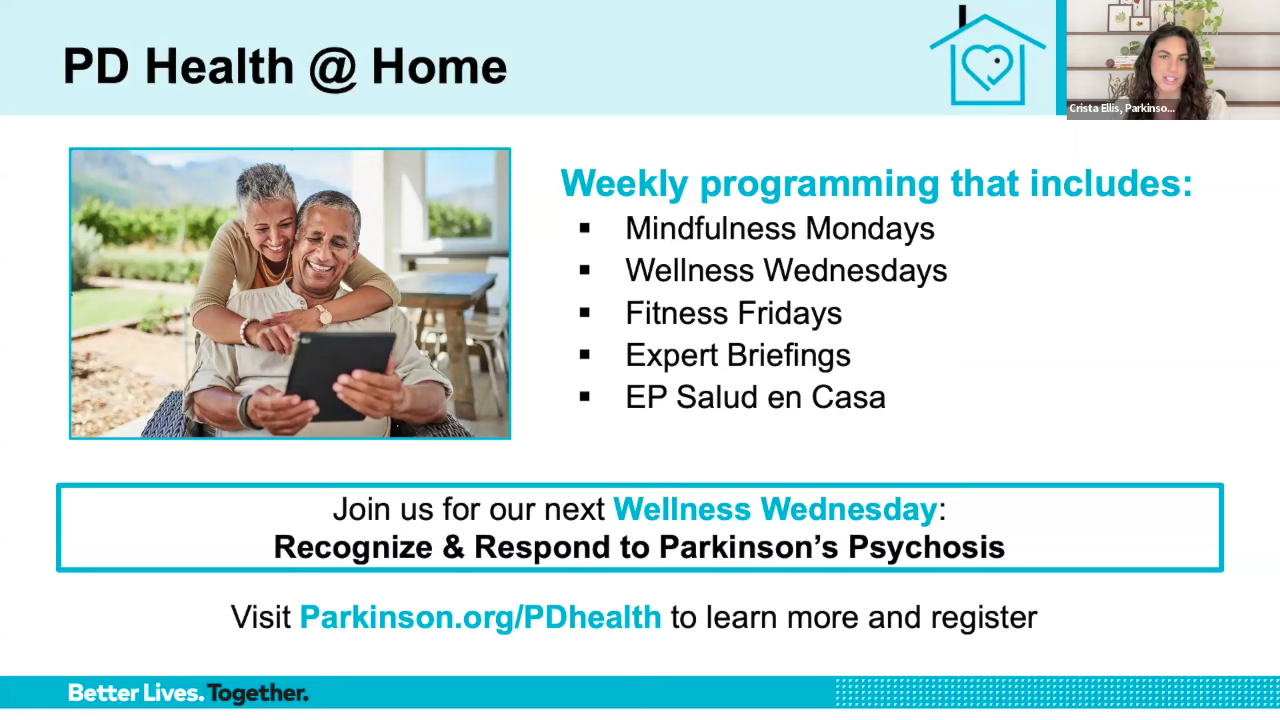 PD Health @ Home
Crista Ellis, Parkinso...
Weekly programming that includes:
▪ Mindfulness Mondays
▪ Wellness Wednesdays
▪ Fitness Fridays
▪ Expert Briefings
▪ EP Salud en Casa
Join us for our next Wellness Wednesday:
Recognize & Respond to Parkinson’s Psychosis
Visit Parkinson.org/PDhealth to learn more and register
Better Lives. Together.